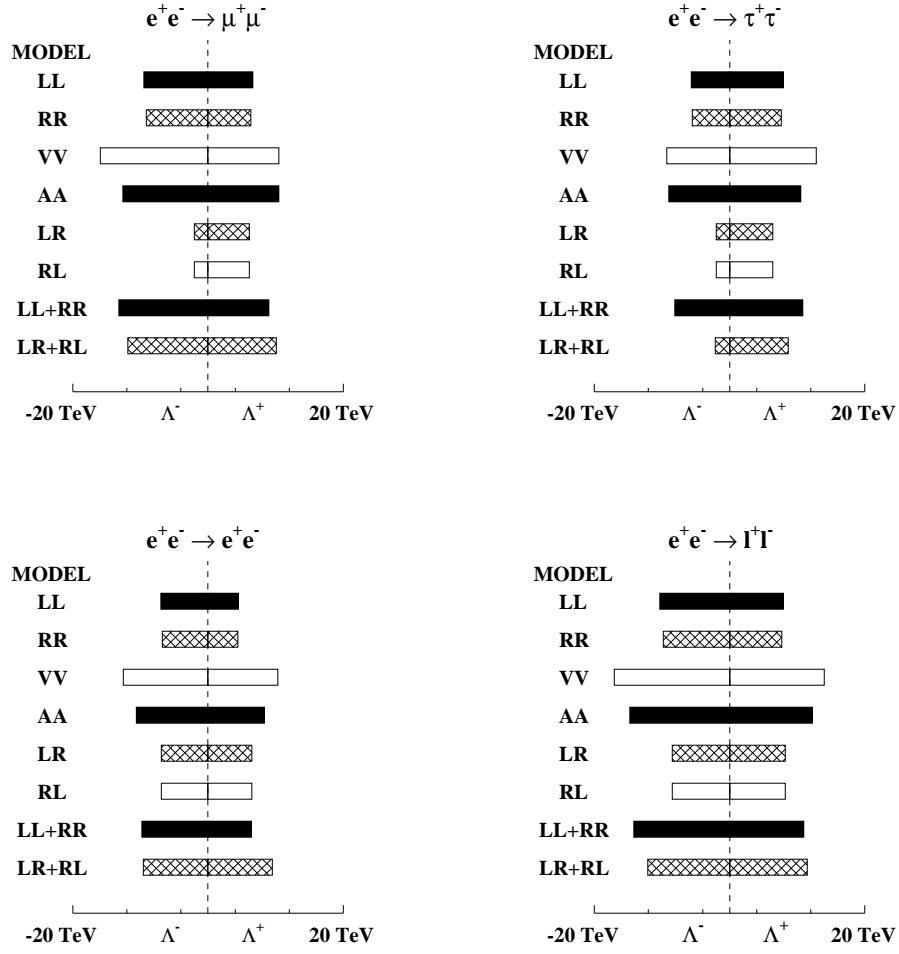 e⁺e⁻ → μ⁺μ⁻
MODEL
LL
RR
VV
AA
LR
RL
LL+RR
LR+RL
-20 TeV Λ⁻ Λ⁺ 20 TeV
e⁺e⁻ → τ⁺τ⁻
MODEL
LL
RR
VV
AA
LR
RL
LL+RR
LR+RL
-20 TeV Λ⁻ Λ⁺ 20 TeV
e⁺e⁻ → e⁺e⁻
MODEL
LL
RR
VV
AA
LR
RL
LL+RR
LR+RL
-20 TeV Λ⁻ Λ⁺ 20 TeV
e⁺e⁻ → l⁺l⁻
MODEL
LL
RR
VV
AA
LR
RL
LL+RR
LR+RL
-20 TeV Λ⁻ Λ⁺ 20 TeV